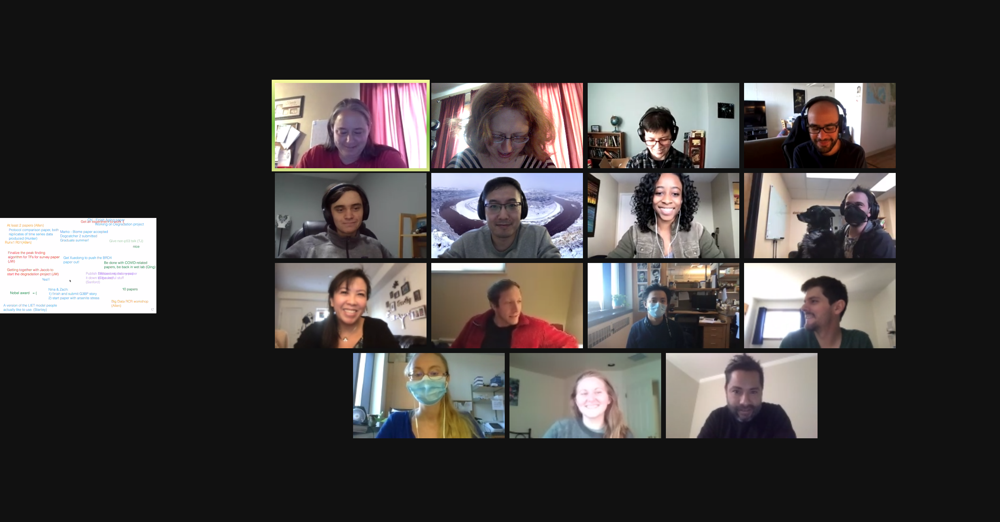 Chi - Finish Aging paper
Get an experiment to work :(
Working on Degradation project
At least 2 papers (Allen)
Protocol comparison paper, both
replicates of time series data
produced (Hunter)
Runx1 R01(Allen)
Marko - Biome paper accepted
Dogcatcher 2 submitted
Graduate summer!
Give non-p53 talk (TJ)
nice
Finalize the peak finding
algorithm for TFs for survey paper
(JW)
Get Xuedong to push the BRD4
paper out!
Be done with COVID-related
papers, be back in wet lab (Qing)
Getting together with Jacob to
start the degradation project (JW)
Yes!!
Publish
paper
it down
stuff
(Sanford)
Nobel award = (
Nina & Zach:
1) finish and submit G3BP story
2) start paper with arsenite stress
10 papers
Big Data RCR workshop
(Allen)
A version of the LIET model people
actually like to use. (Stanley)